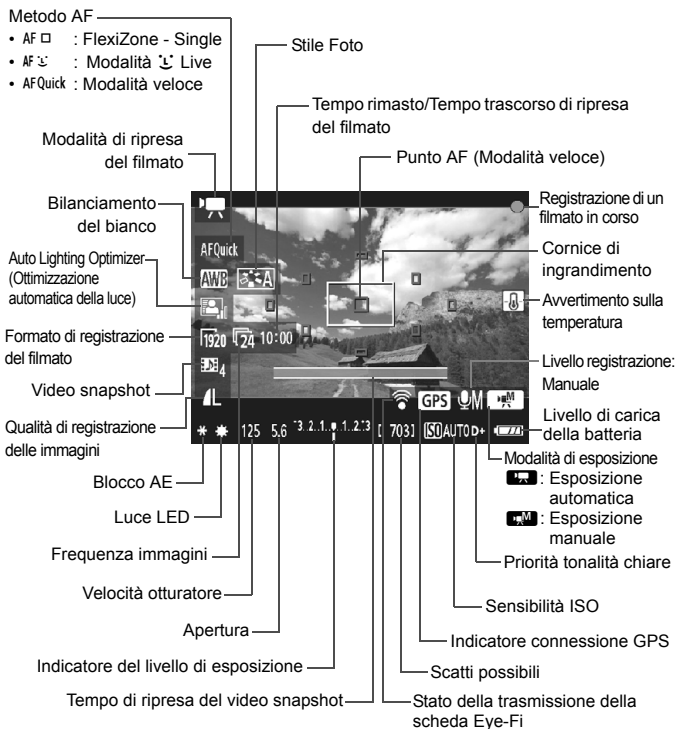 Metodo AF
• AF □ : FlexiZone - Single
• AF : Modalità Live
• AFQuick : Modalità veloce
Stile Foto
Tempo rimasto/Tempo trascorso di ripresa
del filmato
Modalità di ripresa
del filmato
Punto AF (Modalità veloce)
Bilanciamento
del bianco
Registrazione di un
filmato in corso
Auto Lighting Optimizer
(Ottimizzazione
automatica della luce)
Cornice di
ingrandimento
Avvertimento sulla
temperatura
Formato di registrazione
del filmato
Livello registrazione:
Manuale
Video snapshot
Qualità di registrazione
delle immagini
Livello di carica
della batteria
AFQuick
AWB A
1920 24 10:00
4
L
GPS M M
125 5.6 -3..2..1..▼..1..2.:3 [ 703] ISO AUTO D+
Modalità di esposizione
: Esposizione
automatica
M : Esposizione
manuale
Blocco AE
Luce LED
Frequenza immagini
Priorità tonalità chiare
Velocità otturatore
Sensibilità ISO
Apertura
Indicatore connessione GPS
Indicatore del livello di esposizione
Scatti possibili
Tempo di ripresa del video snapshot
Stato della trasmissione della
scheda Eye-Fi